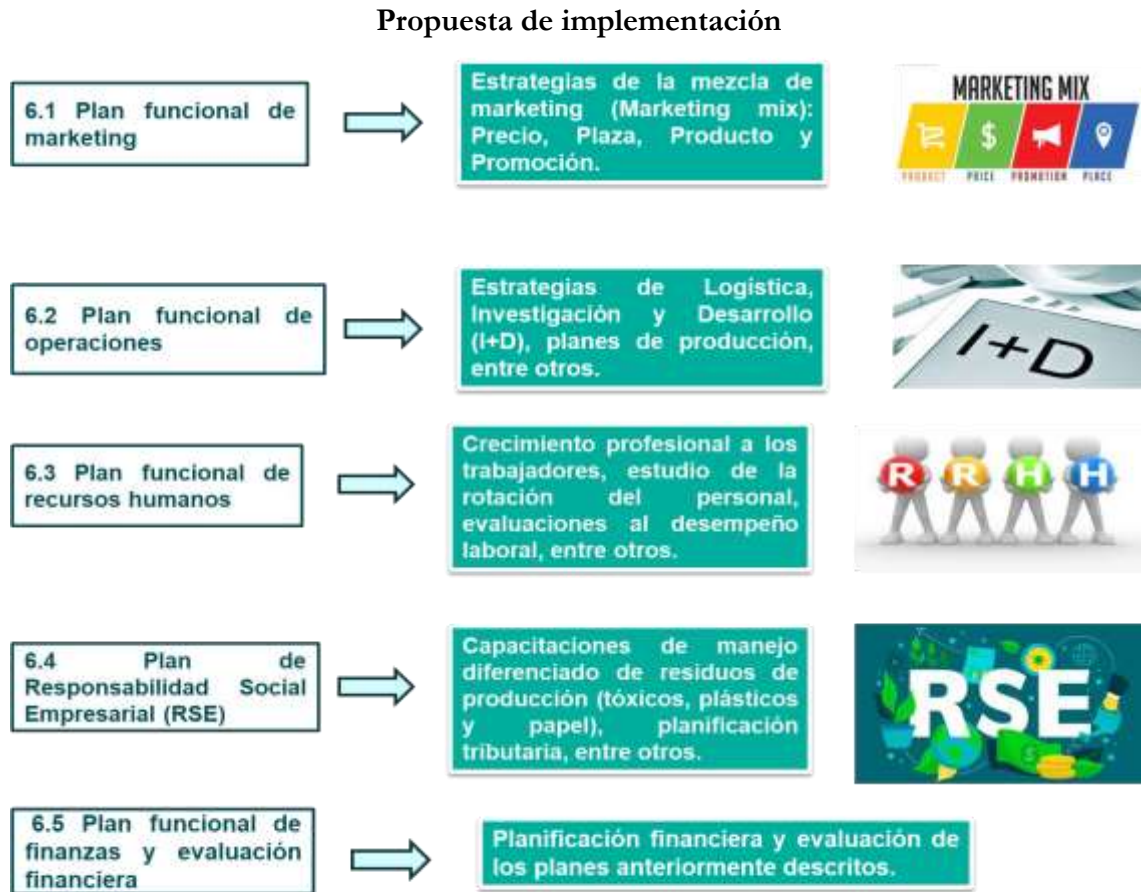 Propuesta de implementación
6.1 Plan funcional de
marketing
Estrategias de la mezcla de
marketing (Marketing mix):
Precio, Plaza, Producto y
Promoción.
MARKETING MIX
PRODUCT PRICE PROMOTION PLACE
6.2 Plan funcional de
operaciones
Estrategias de Logística,
Investigación y Desarrollo
(I+D), planes de producción,
entre otros.
I+D
6.3 Plan funcional de
recursos humanos
Crecimiento profesional a los
trabajadores, estudio de la
rotación del personal,
evaluaciones al desempeño
laboral, entre otros.
R R H H
6.4 Plan de
Responsabilidad Social
Empresarial (RSE)
Capacitaciones de manejo
diferenciado de residuos de
producción (tóxicos, plásticos
y papel), planificación
tributaria, entre otros.
RSE
6.5 Plan funcional de
finanzas y evaluación
financiera
Planificación financiera y evaluación de
los planes anteriormente descritos.